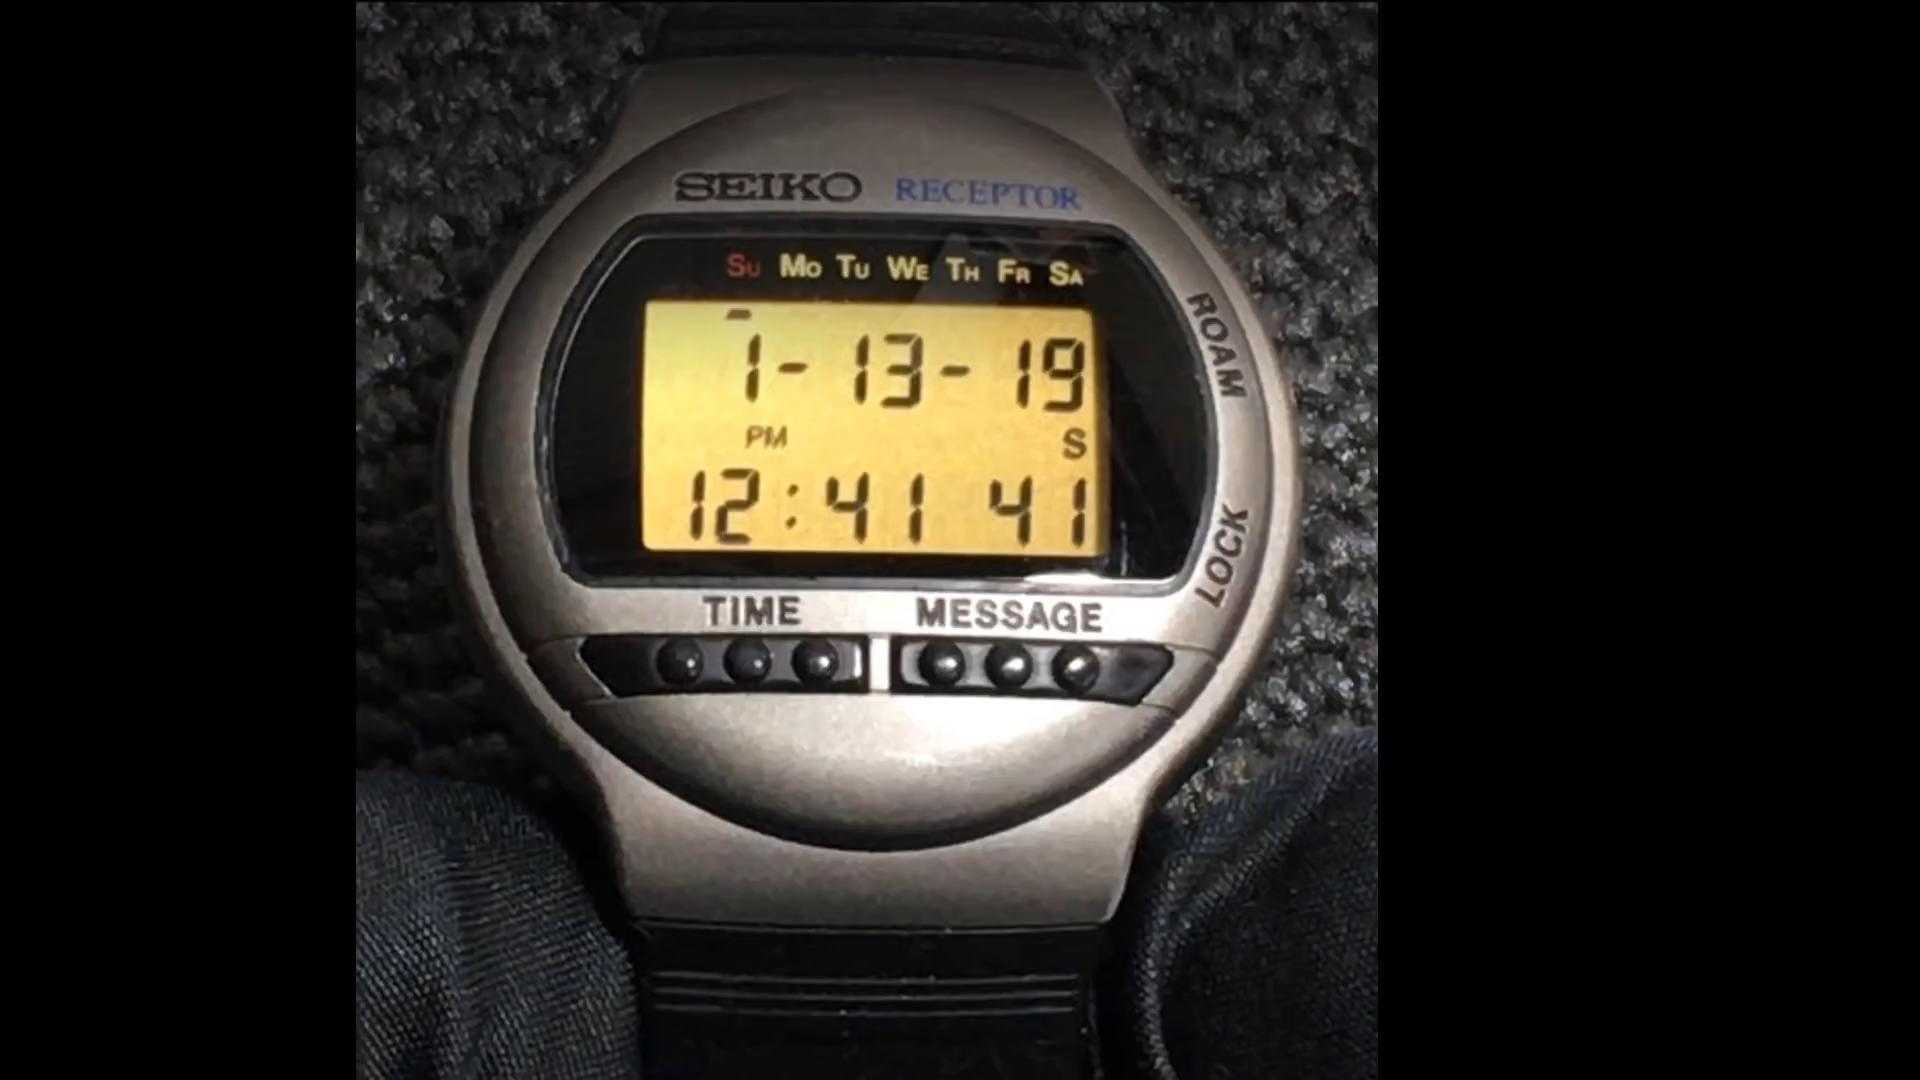 SEIKO RECEPTOR
SU MO TU WE TH FR SA
1-13-19
PM S
12:41 41
ROAM
LOCK
TIME MESSAGE